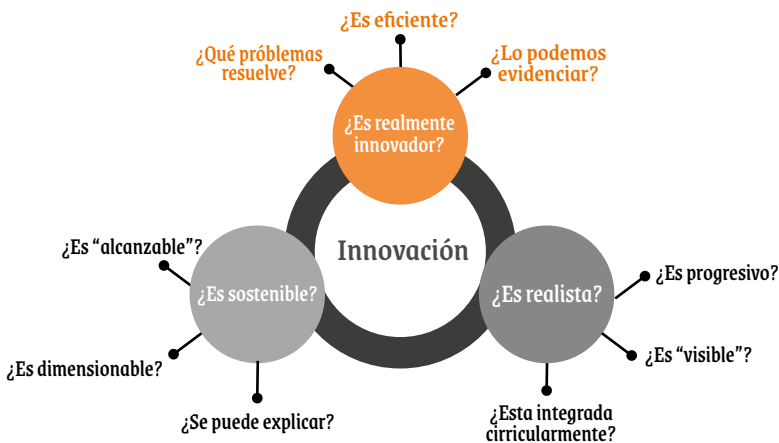 ¿Es eficiente?
¿Qué próblemas
resuelve?
¿Lo podemos
evidenciar?
¿Es realmente
innovador?
Innovación
¿Es “alcanzable”?
¿Es sostenible?
¿Es dimensionable?
¿Se puede explicar?
¿Es realista?
¿Es progresivo?
¿Es “visible”?
¿Esta integrada
cirricularmente?